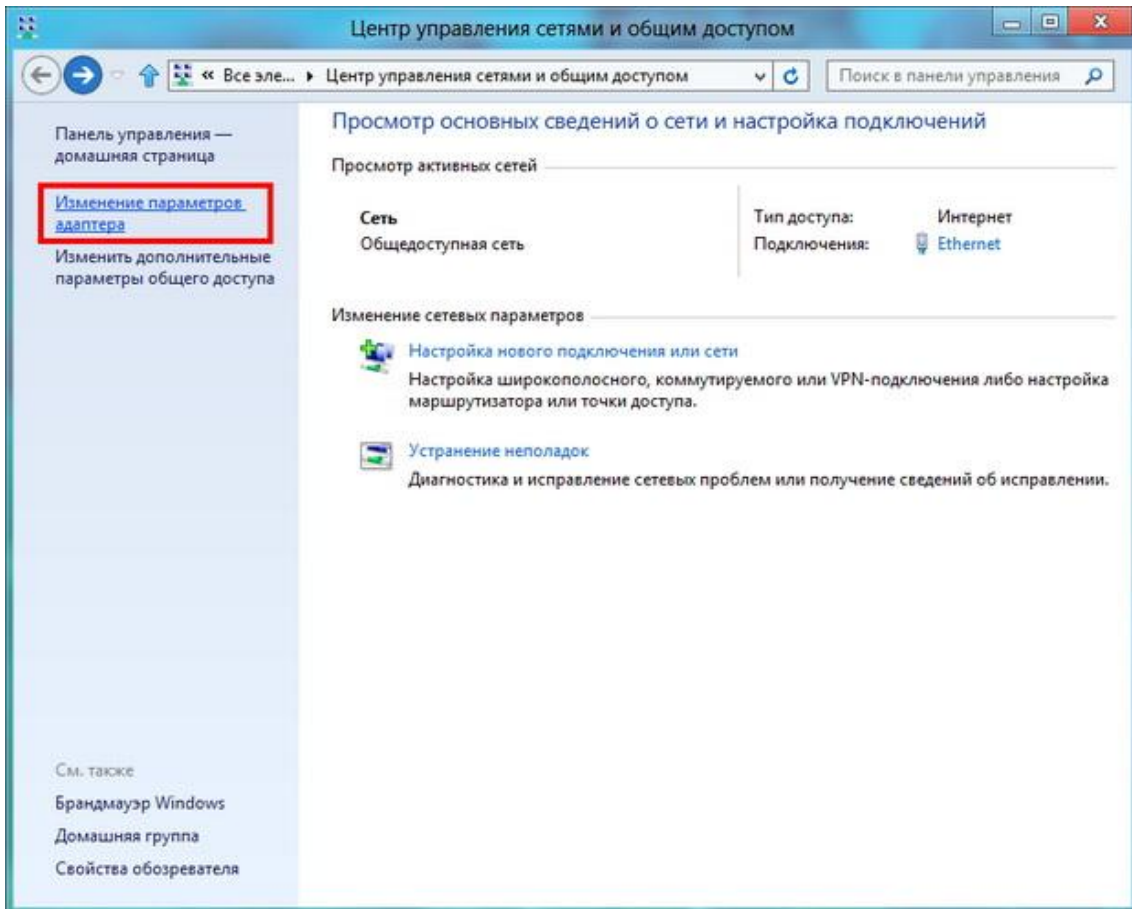 Центр управления сетями и общим доступом
« Все эле... Центр управления сетями и общим доступом Поиск в панели управления
Панель управления —
домашняя страница
Изменение параметров
адаптера
Изменить дополнительные
параметры общего доступа
См. также
Брандмауэр Windows
Домашняя группа
Свойства обозревателя
Просмотр основных сведений о сети и настройка подключений
Просмотр активных сетей
Сеть
Общедоступная сеть
Тип доступа: Интернет
Подключения: Ethernet
Изменение сетевых параметров
Настройка нового подключения или сети
Настройка широкополосного, коммутируемого или VPN-подключения либо настройка
маршрутизатора или точки доступа.
Устранение неполадок
Диагностика и исправление сетевых проблем или получение сведений об исправлении.